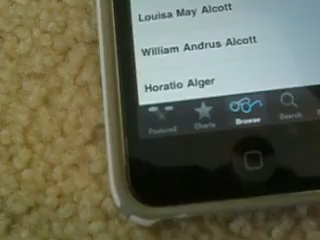 Louisa May Alcott
William Andrus Alcott
Horatio Alger
Featured
Charts
Browse
Search